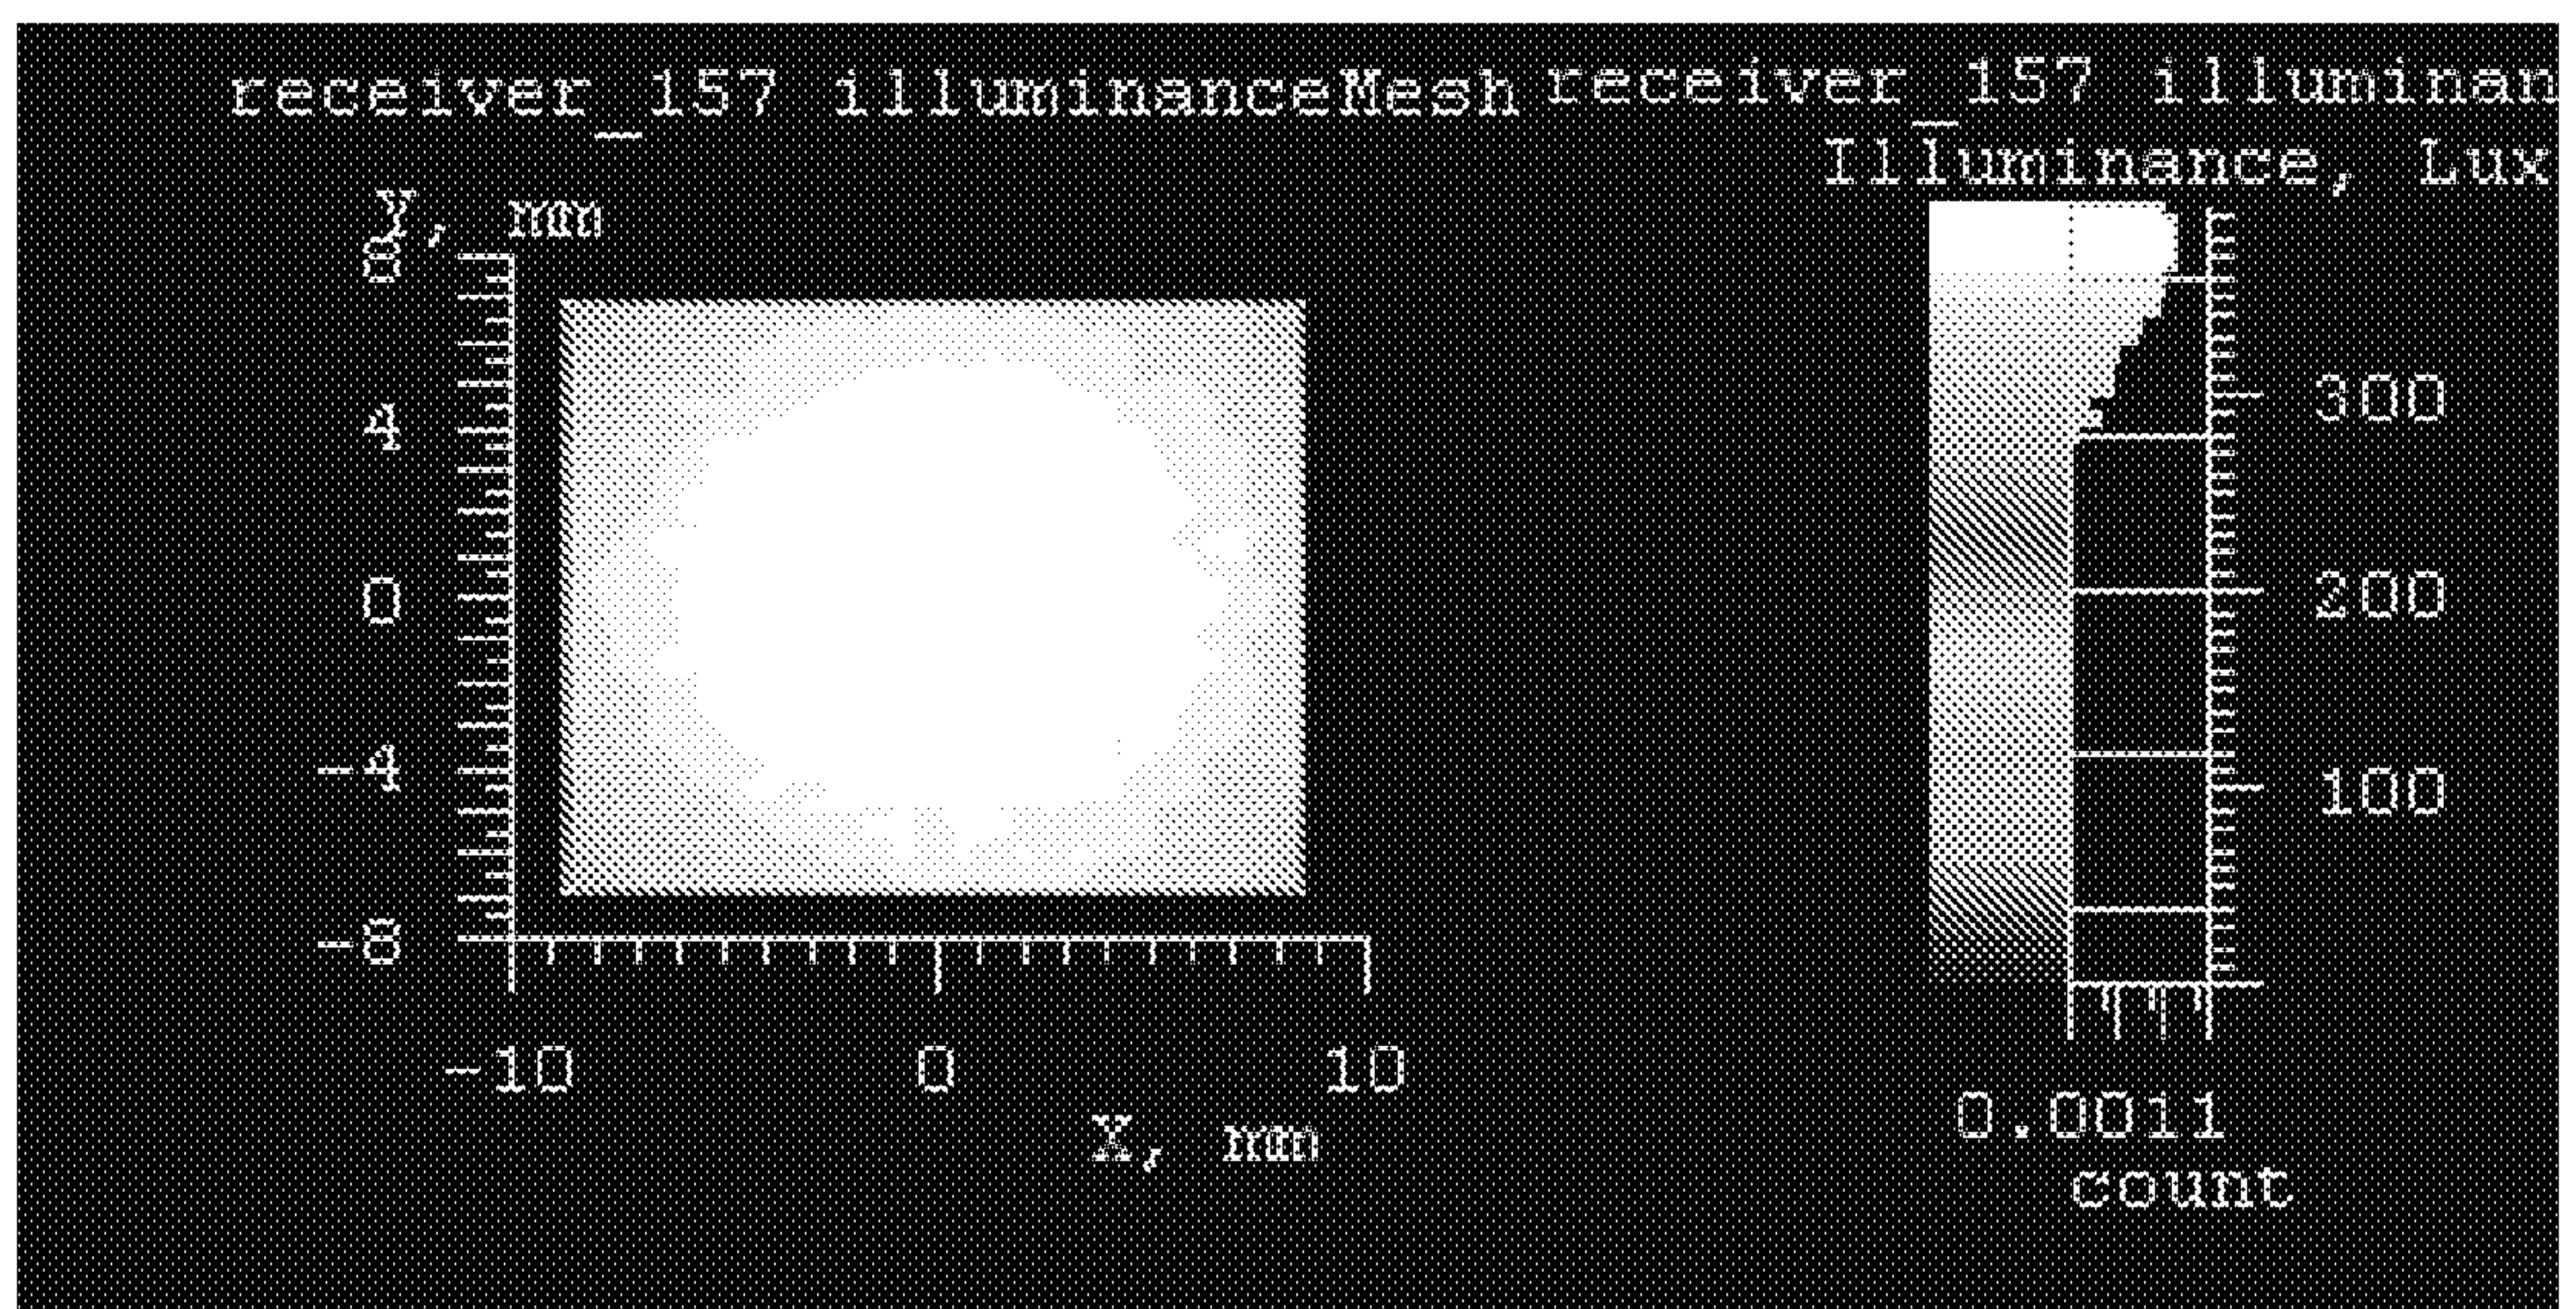 receiver_157 illuminanceMesh
receiver_157 illuminan
Illuminance, Lux
Y, mm
8
4
0
-4
-8
-10 0 10
X, mm
300
200
100
0.0011
count